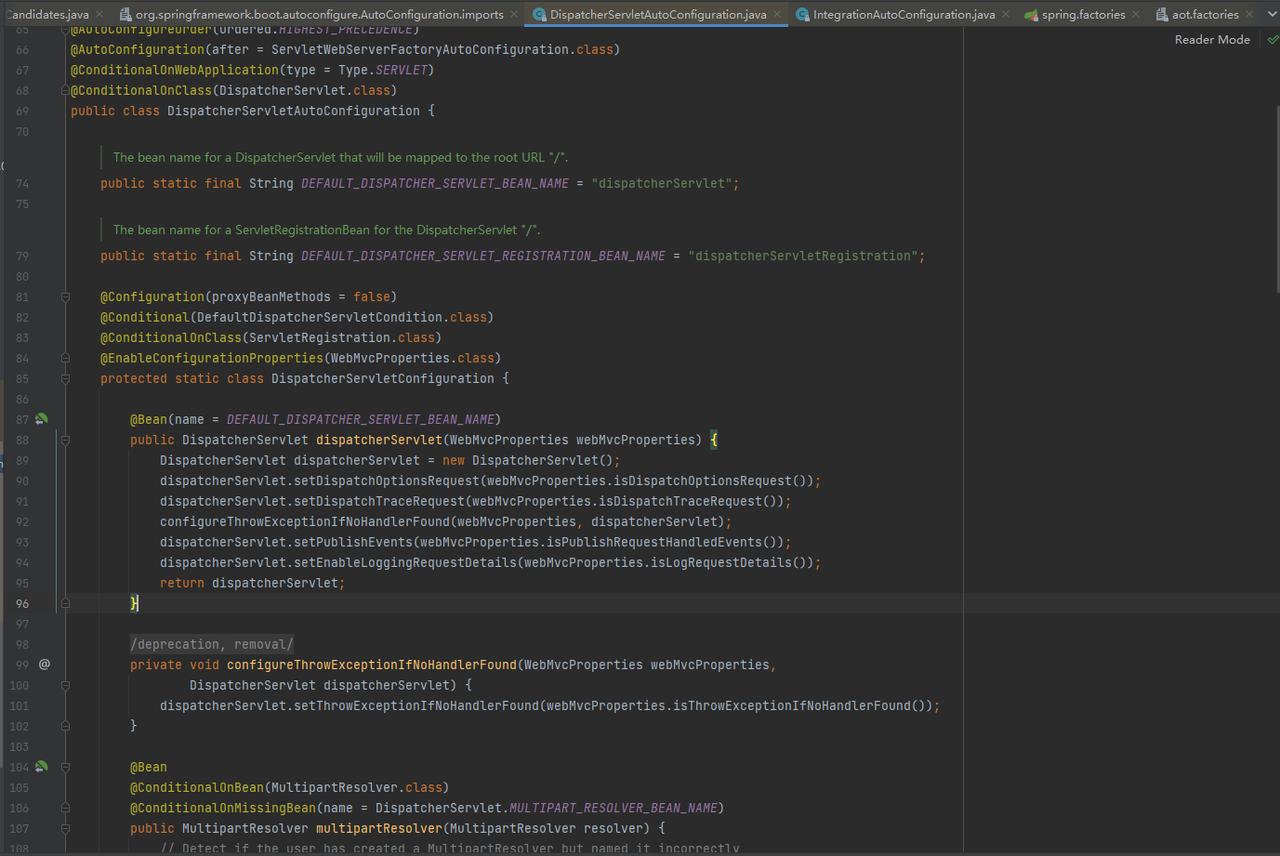 Candidates.java
org.springframework.boot.autoconfigure.AutoConfiguration.imports
DispatcherServletAutoConfiguration.java
IntegrationAutoConfiguration.java
spring.factories
aot.factories
Reader Mode
65 @AutoConfigureOrder(Ordered.HIGHEST_PRECEDENCE)
66 @AutoConfiguration(after = ServletWebServerFactoryAutoConfiguration.class)
67 @ConditionalOnWebApplication(type = Type.SERVLET)
68 @ConditionalOnClass(DispatcherServlet.class)
69 public class DispatcherServletAutoConfiguration {
70
The bean name for a DispatcherServlet that will be mapped to the root URL "/".
74 public static final String DEFAULT_DISPATCHER_SERVLET_BEAN_NAME = "dispatcherServlet";
75
The bean name for a ServletRegistrationBean for the DispatcherServlet "/".
79 public static final String DEFAULT_DISPATCHER_SERVLET_REGISTRATION_BEAN_NAME = "dispatcherServletRegistration";
80
81 @Configuration(proxyBeanMethods = false)
82 @Conditional(DefaultDispatcherServletCondition.class)
83 @ConditionalOnClass(ServletRegistration.class)
84 @EnableConfigurationProperties(WebMvcProperties.class)
85 protected static class DispatcherServletConfiguration {
86
87 @Bean(name = DEFAULT_DISPATCHER_SERVLET_BEAN_NAME)
88 public DispatcherServlet dispatcherServlet(WebMvcProperties webMvcProperties) {
89 DispatcherServlet dispatcherServlet = new DispatcherServlet();
90 dispatcherServlet.setDispatchOptionsRequest(webMvcProperties.isDispatchOptionsRequest());
91 dispatcherServlet.setDispatchTraceRequest(webMvcProperties.isDispatchTraceRequest());
92 configureThrowExceptionIfNoHandlerFound(webMvcProperties, dispatcherServlet);
93 dispatcherServlet.setPublishEvents(webMvcProperties.isPublishRequestHandledEvents());
94 dispatcherServlet.setEnableLoggingRequestDetails(webMvcProperties.isLogRequestDetails());
95 return dispatcherServlet;
96 }
97
98 /deprecation, removal/
99 @ private void configureThrowExceptionIfNoHandlerFound(WebMvcProperties webMvcProperties,
100 DispatcherServlet dispatcherServlet) {
101 dispatcherServlet.setThrowExceptionIfNoHandlerFound(webMvcProperties.isThrowExceptionIfNoHandlerFound());
102 }
103
104 @Bean
105 @ConditionalOnBean(MultipartResolver.class)
106 @ConditionalOnMissingBean(name = DispatcherServlet.MULTIPART_RESOLVER_BEAN_NAME)
107 public MultipartResolver multipartResolver(MultipartResolver resolver) {
108 // Detect if the user has created a MultipartResolver but named it incorrectly